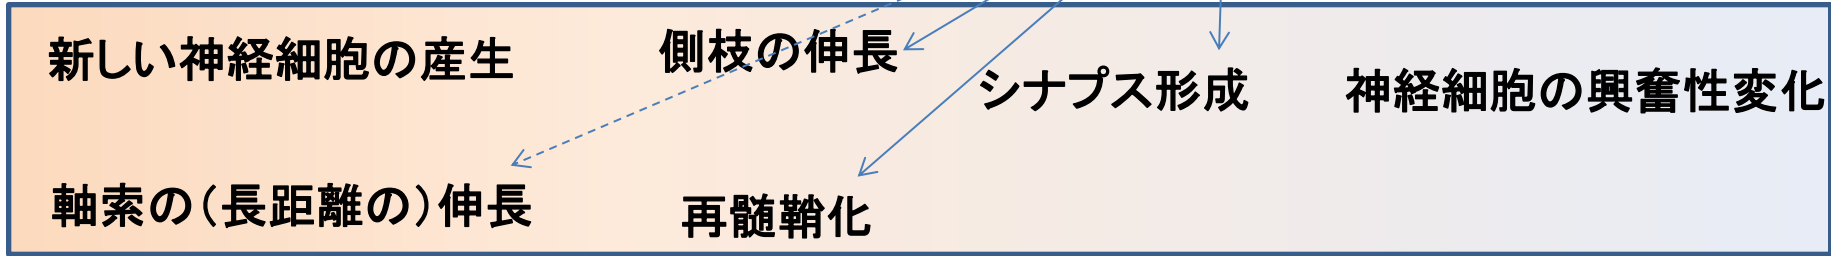 新しい神経細胞の産生
側枝の伸長
シナプス形成
神経細胞の興奮性変化
軸索の（長距離の）伸長
再髄鞘化